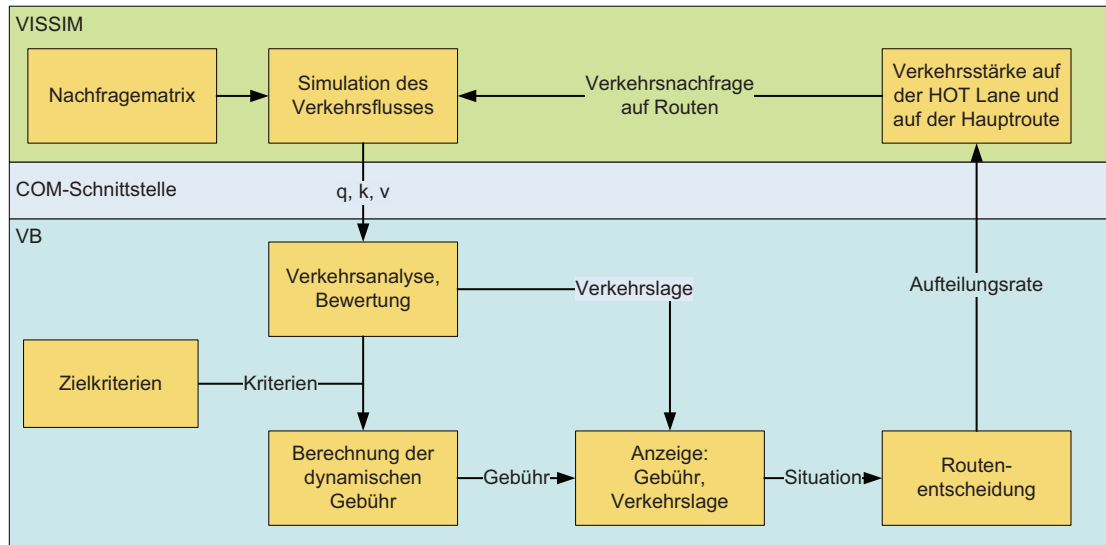 VISSIM
Nachfragematrix
Simulation des
Verkehrsflusses
Verkehrsnachfrage
auf Routen
Verkehrsstärke auf
der HOT Lane und
auf der Hauptroute
COM-Schnittstelle
q, k, v
VB
Verkehrsanalyse,
Bewertung
Verkehrslage
Aufteilungsrate
Zielkriterien
Kriterien
Berechnung der
dynamischen
Gebühr
Gebühr
Anzeige:
Gebühr,
Verkehrslage
Situation
Routen-
entscheidung